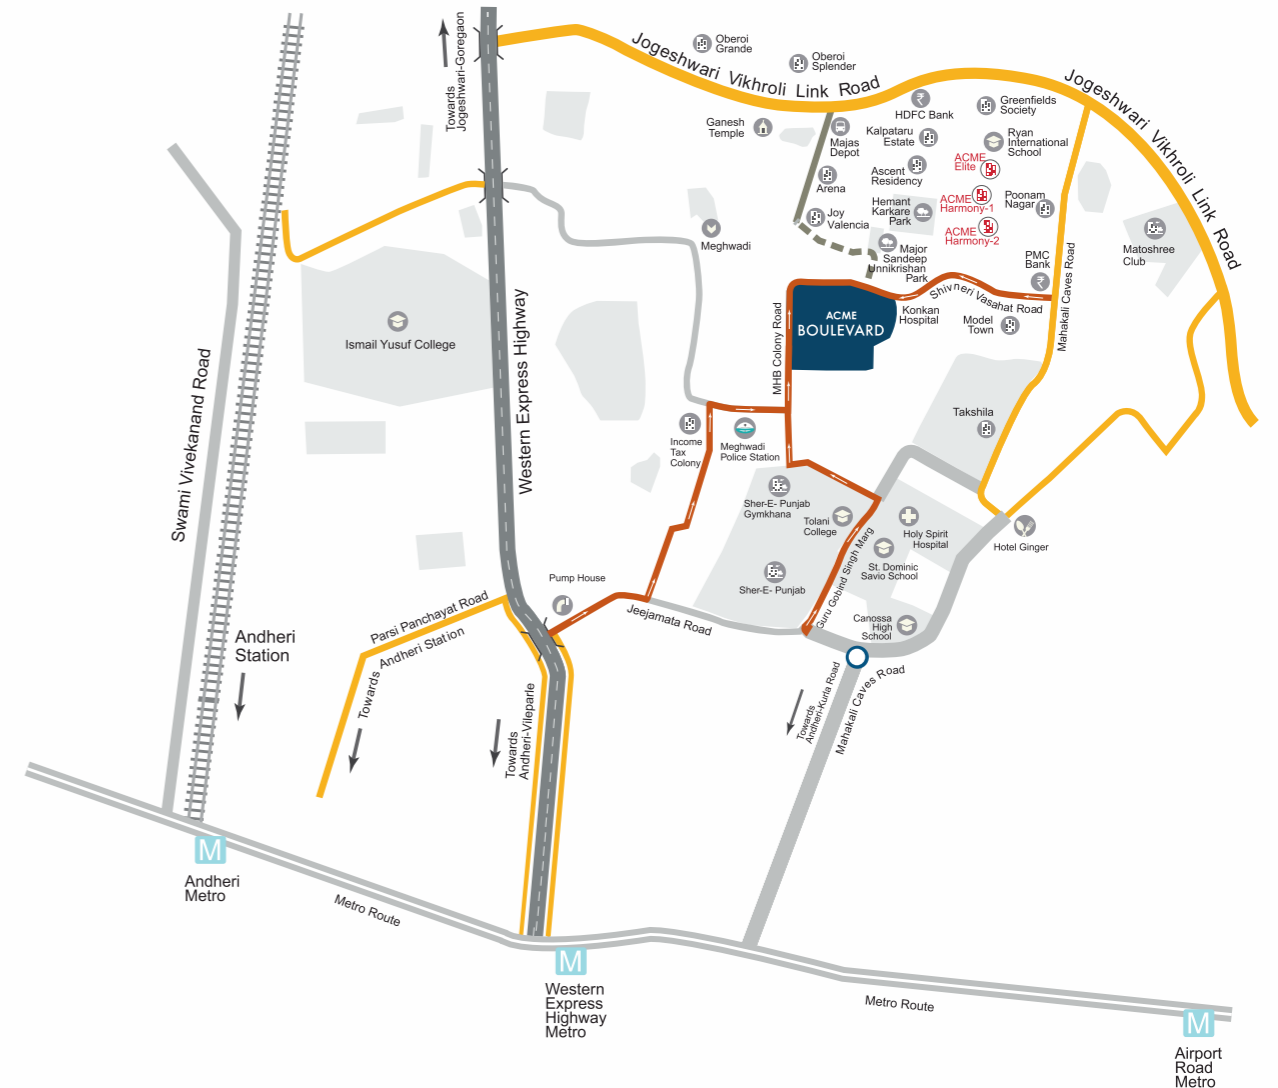 Towards
Jogeshwari-Goregaon
Jogeshwari Vikhroli Link Road
Oberoi
Grande
Oberoi
Splender
Jogeshwari Vikhroli Link Road
HDFC Bank
Greenfields
Society
Ganesh
Temple
Majas
Depot
Kalpataru
Estate
Ryan
International
School
ACME
Elite
Arena
Ascent
Residency
ACME
Harmony-1
Poonam
Nagar
Joy
Valencia
Hemant
Karkare
Park
ACME
Harmony-2
Meghwadi
Major
Sandeep
Unnikrishan
Park
PMC
Bank
Matoshree
Club
Mahakali Caves Road
Shivneri Vasahat Road
Konkan
Hospital
Model
Town
ACME
BOULEVARD
MHB Colony Road
Ismail Yusuf College
Western Express Highway
Swami Vivekanand Road
Takshila
Income
Tax
Colony
Meghwadi
Police Station
Sher-E- Punjab
Gymkhana
Tolani
College
Holy Spirit
Hospital
Hotel Ginger
St. Dominic
Savio School
Guru Gobind Singh Marg
Sher-E- Punjab
Pump House
Jeejamata Road
Canossa
High
School
Parsi Panchayat Road
Andheri Station
Towards
Andheri
Station
Towards
Andheri-Vileparle
Towards
Andheri-Kurla Road
Mahakali Caves Road
M
Andheri
Metro
Metro Route
M
Western
Express
Highway
Metro
Metro Route
M
Airport
Road
Metro